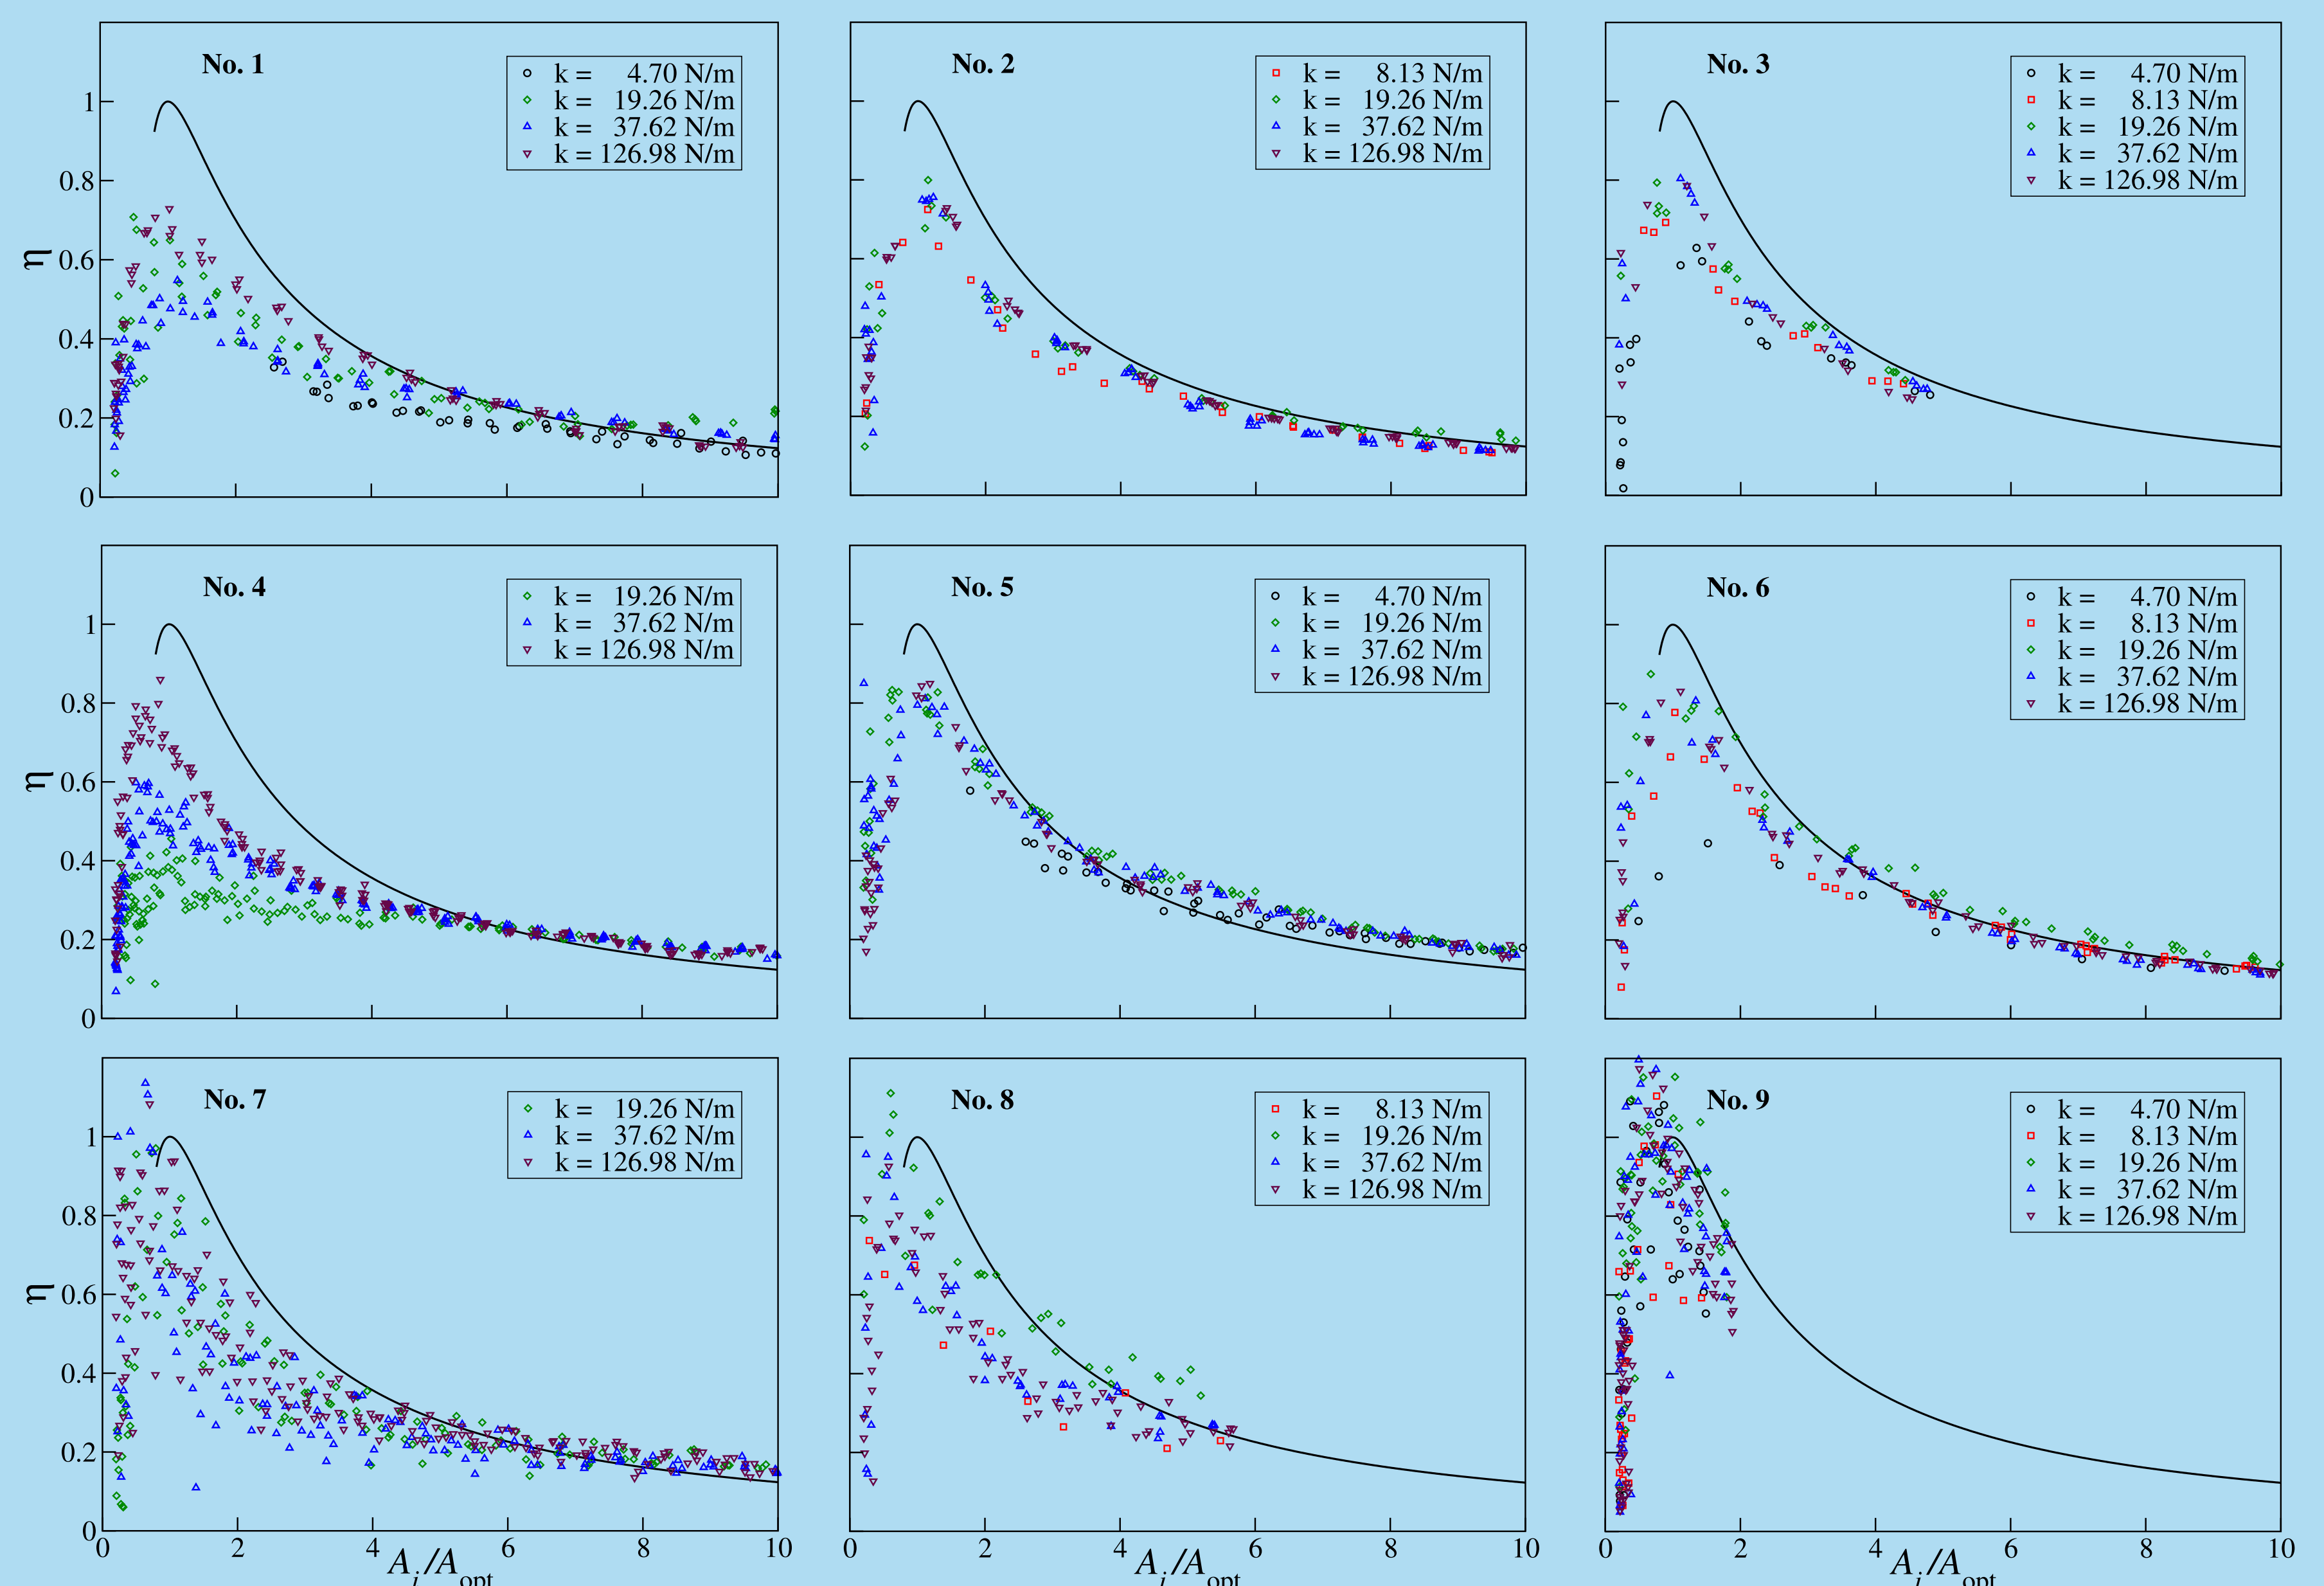 No. 1
k = 4.70 N/m
k = 19.26 N/m
k = 37.62 N/m
k = 126.98 N/m
1
0.8
0.6
0.4
0.2
0
η
No. 2
k = 8.13 N/m
k = 19.26 N/m
k = 37.62 N/m
k = 126.98 N/m
No. 3
k = 4.70 N/m
k = 8.13 N/m
k = 19.26 N/m
k = 37.62 N/m
k = 126.98 N/m
No. 4
k = 19.26 N/m
k = 37.62 N/m
k = 126.98 N/m
1
0.8
0.6
0.4
0.2
0
η
No. 5
k = 4.70 N/m
k = 19.26 N/m
k = 37.62 N/m
k = 126.98 N/m
No. 6
k = 4.70 N/m
k = 8.13 N/m
k = 19.26 N/m
k = 37.62 N/m
k = 126.98 N/m
No. 7
k = 19.26 N/m
k = 37.62 N/m
k = 126.98 N/m
1
0.8
0.6
0.4
0.2
0
η
0 2 4 6 8 10
A_i/A_opt
No. 8
k = 8.13 N/m
k = 19.26 N/m
k = 37.62 N/m
k = 126.98 N/m
0 2 4 6 8 10
A_i/A_opt
No. 9
k = 4.70 N/m
k = 8.13 N/m
k = 19.26 N/m
k = 37.62 N/m
k = 126.98 N/m
0 2 4 6 8 10
A_i/A_opt